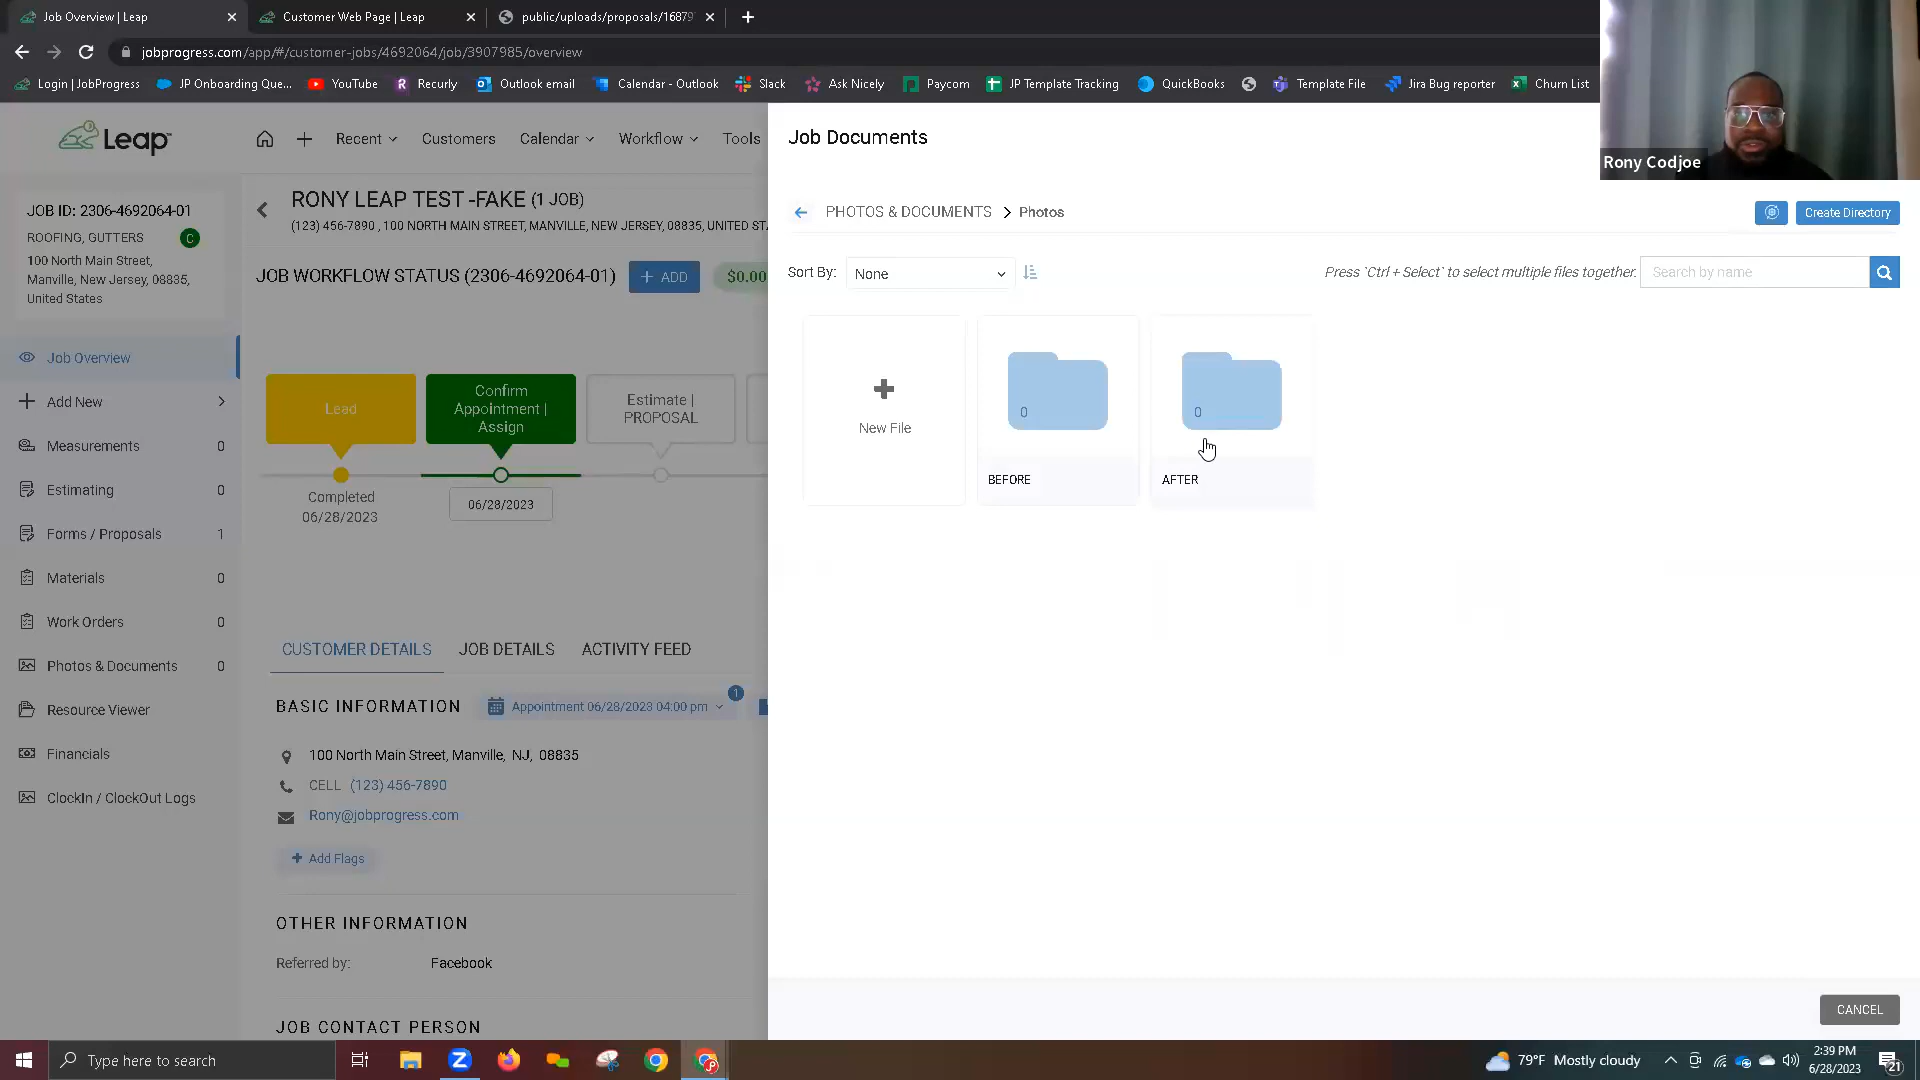 Job Overview | Leap
Customer Web Page | Leap
public/uploads/proposals/16879
jobprogress.com/app/#/customer-jobs/4692064/job/3907985/overview
Login | JobProgress
JP Onboarding Que...
YouTube
Recurly
Outlook email
Calendar - Outlook
Slack
Ask Nicely
Paycom
JP Template Tracking
QuickBooks
Template File
Jira Bug reporter
Churn List
Rony Codjoe
Leap
Recent
Customers
Calendar
Workflow
Tools
JOB ID: 2306-4692064-01
ROOFING, GUTTERS
C
100 North Main Street,
Manville, New Jersey, 08835,
United States
Job Overview
Add New
Measurements 0
Estimating 0
Forms / Proposals 1
Materials 0
Work Orders 0
Photos & Documents 0
Resource Viewer
Financials
ClockIn / ClockOut Logs
RONY LEAP TEST -FAKE (1 JOB)
(123) 456-7890 , 100 NORTH MAIN STREET, MANVILLE, NEW JERSEY, 08835, UNITED ST
JOB WORKFLOW STATUS (2306-4692064-01)
+ ADD
$0.00
Lead
Confirm
Appointment |
Assign
Estimate |
PROPOSAL
Completed
06/28/2023
06/28/2023
CUSTOMER DETAILS
JOB DETAILS
ACTIVITY FEED
BASIC INFORMATION
Appointment 06/28/2023 04:00 pm
1
100 North Main Street, Manville, NJ, 08835
CELL (123) 456-7890
Rony@jobprogress.com
+ Add Flags
OTHER INFORMATION
Referred by: Facebook
JOB CONTACT PERSON
Job Documents
PHOTOS & DOCUMENTS > Photos
Create Directory
Sort By: None
Press `Ctrl + Select` to select multiple files together.
Search by name
New File
0
BEFORE
0
AFTER
CANCEL
Type here to search
79°F Mostly cloudy
2:39 PM
6/28/2023
21